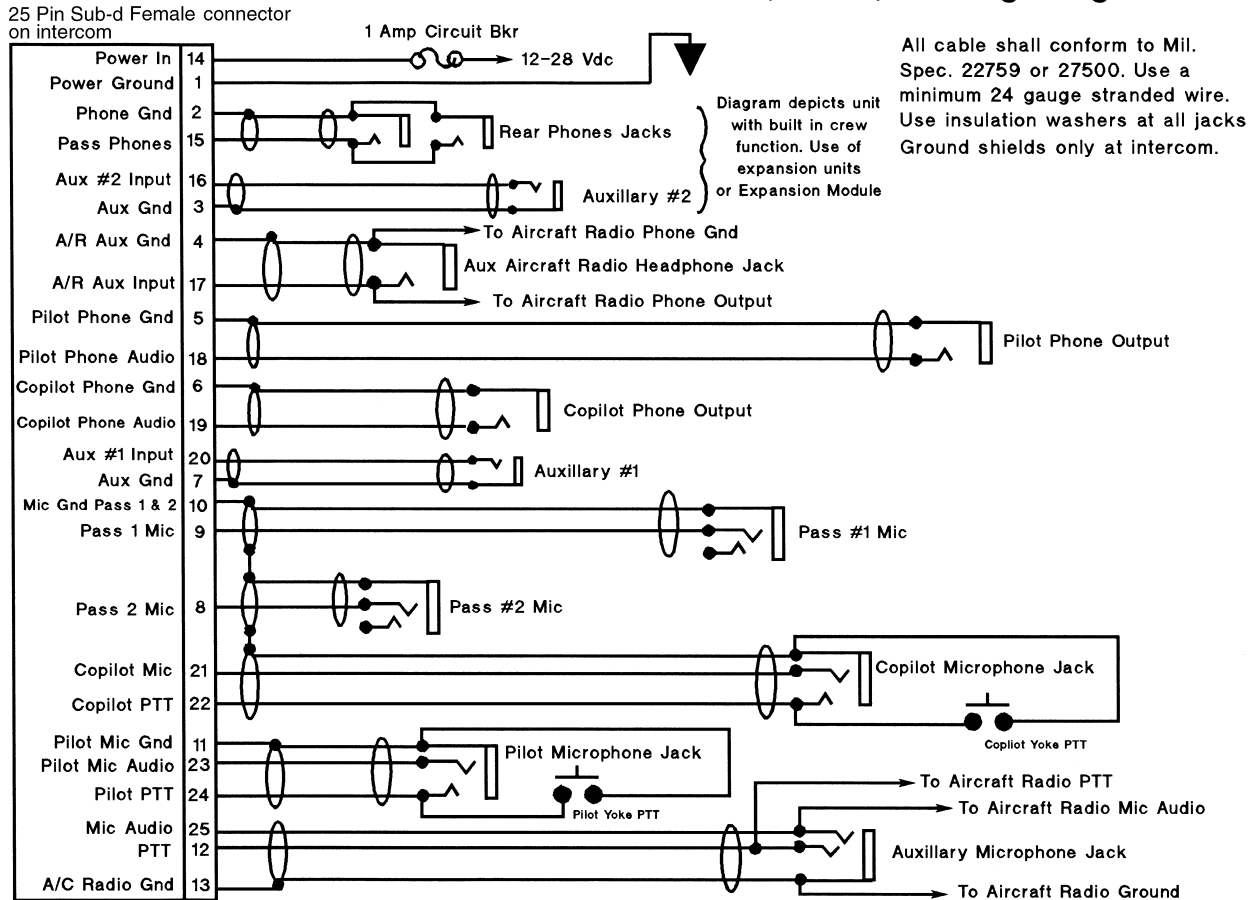 25 Pin Sub-d Female connector
on intercom
1 Amp Circuit Bkr
12-28 Vdc
All cable shall conform to Mil.
Spec. 22759 or 27500. Use a
minimum 24 gauge stranded wire.
Use insulation washers at all jacks
Ground shields only at intercom.
Power In 14
Power Ground 1
Phone Gnd 2
Pass Phones 15
Rear Phones Jacks
Diagram depicts unit
with built in crew
function. Use of
expansion units
or Expansion Module
Aux #2 Input 16
Aux Gnd 3
Auxillary #2
A/R Aux Gnd 4
To Aircraft Radio Phone Gnd
Aux Aircraft Radio Headphone Jack
A/R Aux Input 17
To Aircraft Radio Phone Output
Pilot Phone Gnd 5
Pilot Phone Output
Pilot Phone Audio 18
Copilot Phone Gnd 6
Copilot Phone Output
Copilot Phone Audio 19
Aux #1 Input 20
Auxillary #1
Aux Gnd 7
Mic Gnd Pass 1 & 2 10
Pass 1 Mic 9
Pass #1 Mic
Pass 2 Mic 8
Pass #2 Mic
Copilot Mic 21
Copilot Microphone Jack
Copilot PTT 22
Copliot Yoke PTT
Pilot Mic Gnd 11
Pilot Microphone Jack
Pilot Mic Audio 23
Pilot PTT 24
Pilot Yoke PTT
To Aircraft Radio PTT
To Aircraft Radio Mic Audio
Mic Audio 25
PTT 12
Auxillary Microphone Jack
A/C Radio Gnd 13
To Aircraft Radio Ground